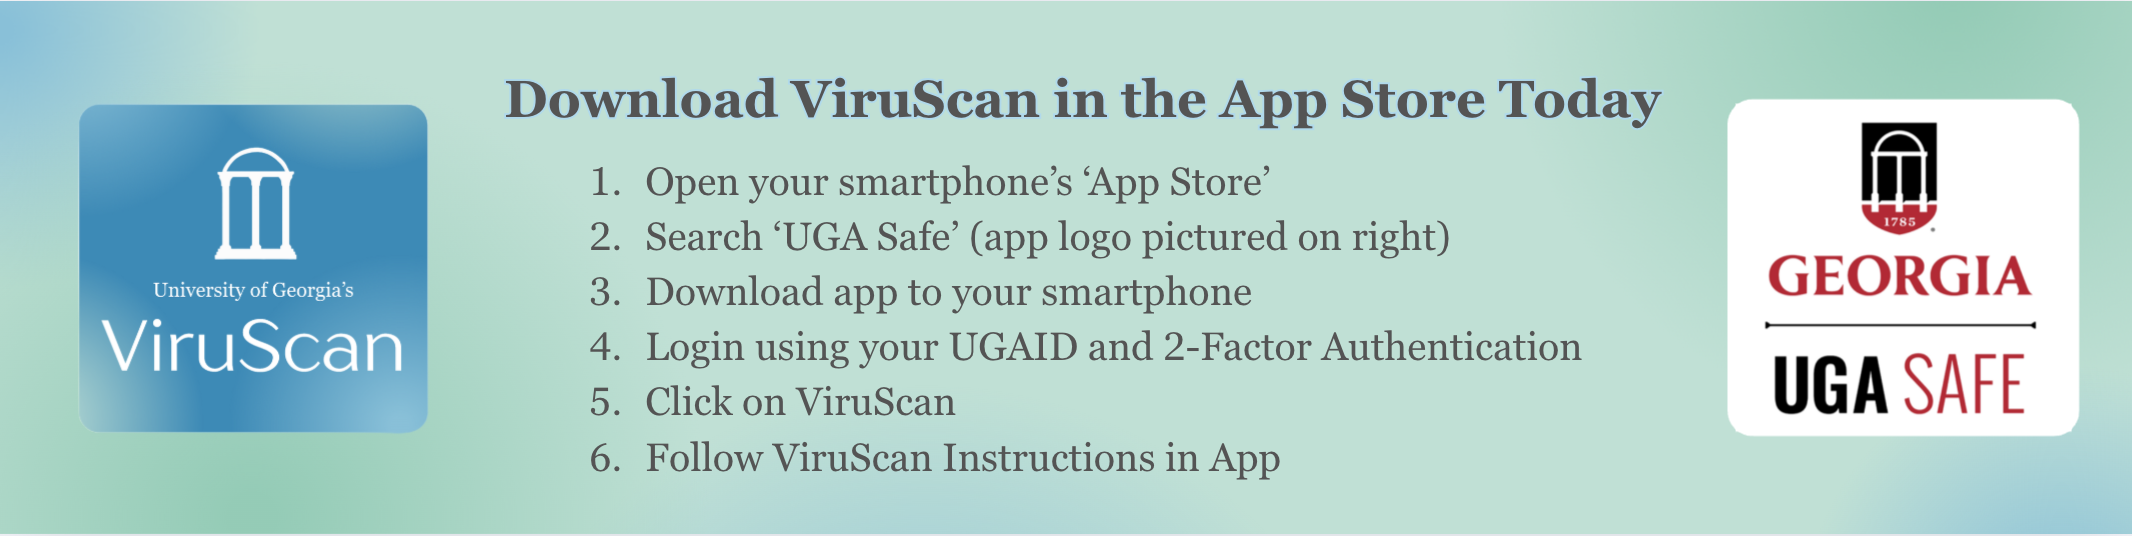 Download ViruScan in the App Store Today
University of Georgia’s
ViruScan
1. Open your smartphone’s ‘App Store’
2. Search ‘UGA Safe’ (app logo pictured on right)
3. Download app to your smartphone
4. Login using your UGAID and 2-Factor Authentication
5. Click on ViruScan
6. Follow ViruScan Instructions in App
1785
GEORGIA
UGA SAFE